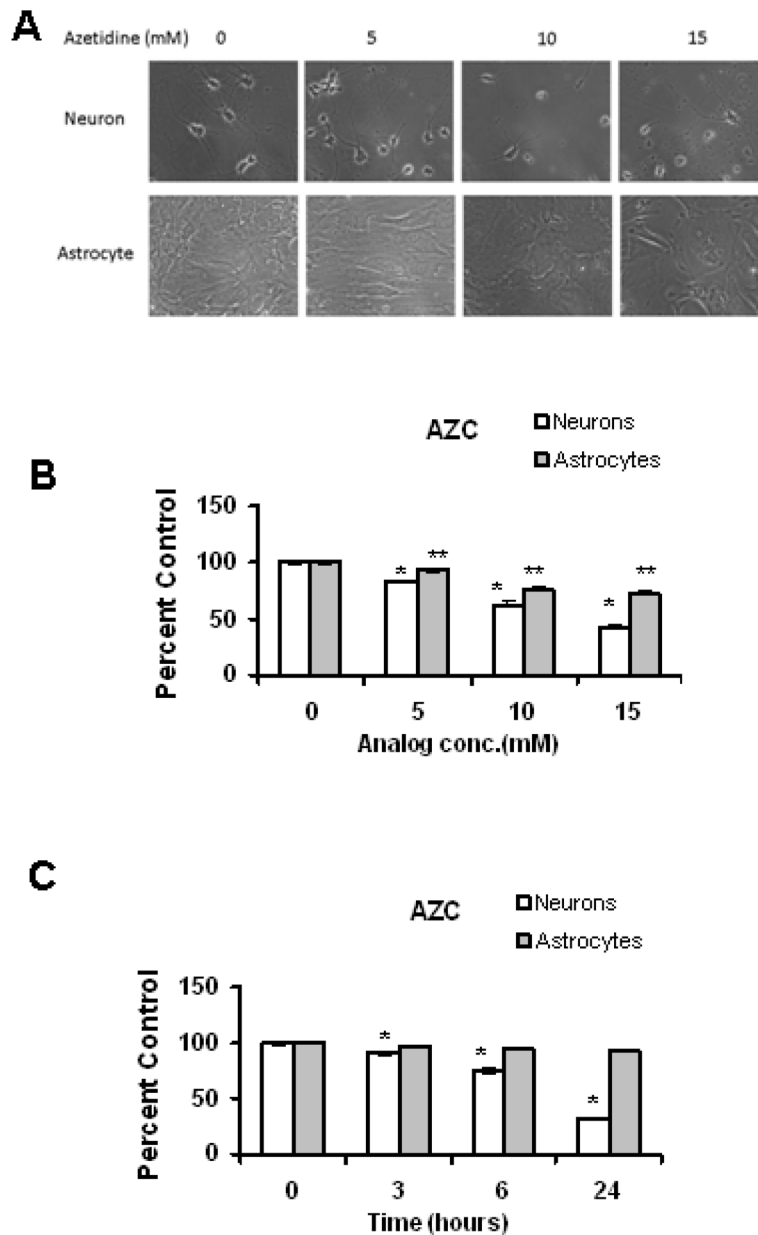 A
Azetidine (mM) 0 5 10 15
Neuron
Astrocyte
B
AZC
Neurons
Astrocytes
Percent Control
150
100
50
0
* ** * ** * **
0 5 10 15
Analog conc.(mM)
C
AZC
Neurons
Astrocytes
Percent Control
150
100
50
0
* * *
0 3 6 24
Time (hours)